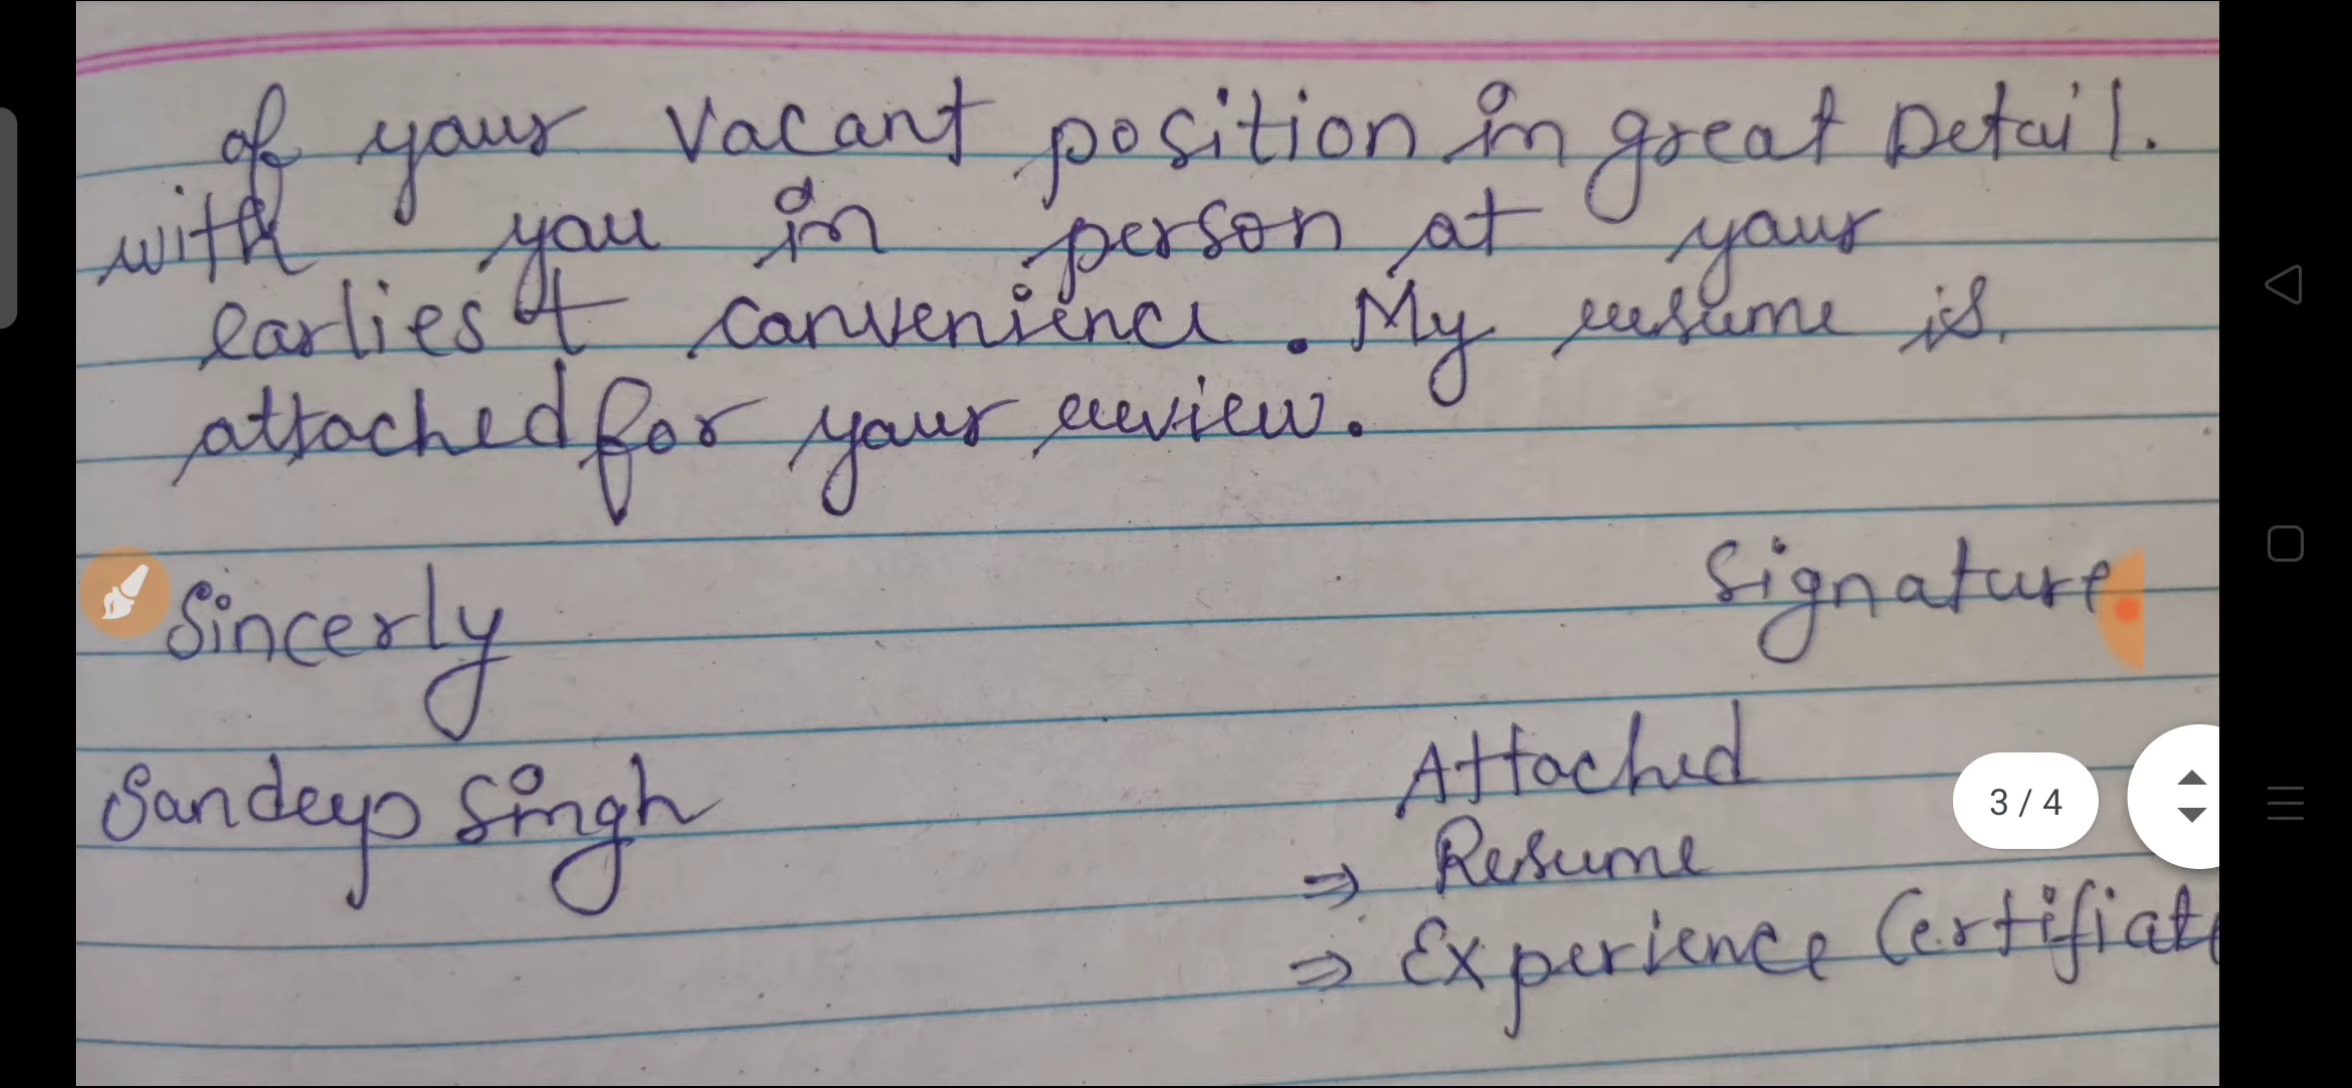 of your Vacant position in great Detail.
with you in person at your
earliest convenience. My resume is
attached for your review.
Signature
Sincerly
Attached
Sandeep Singh
3 / 4
⇒ Resume
⇒ Experience Certifiate